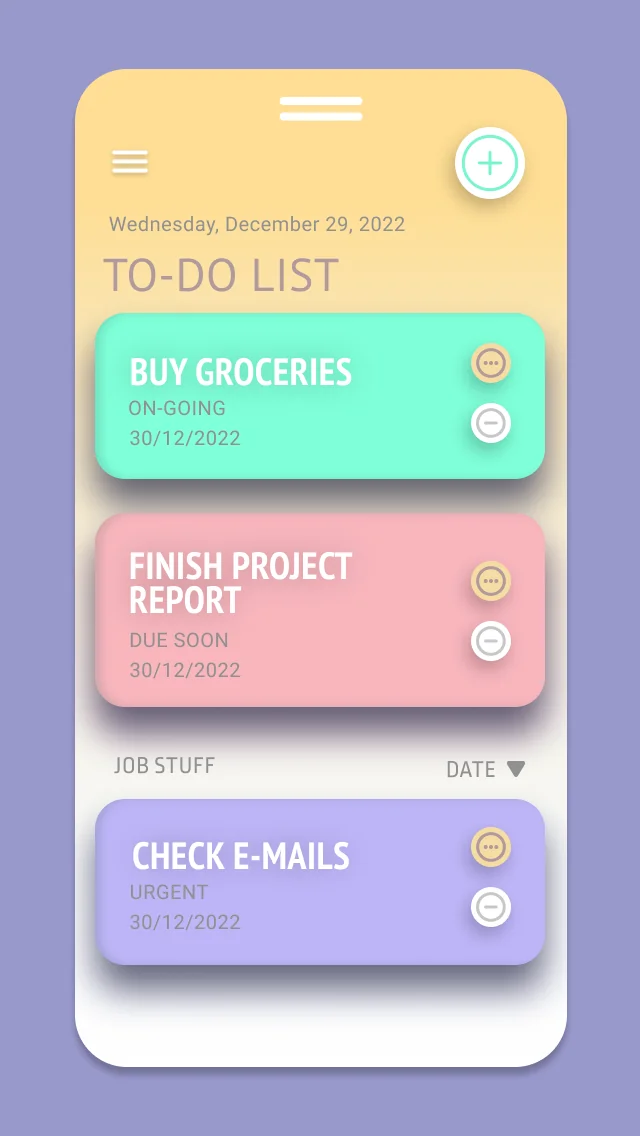 Wednesday, December 29, 2022
TO-DO LIST
BUY GROCERIES
ON-GOING
30/12/2022
FINISH PROJECT
REPORT
DUE SOON
30/12/2022
JOB STUFF
DATE ▼
CHECK E-MAILS
URGENT
30/12/2022